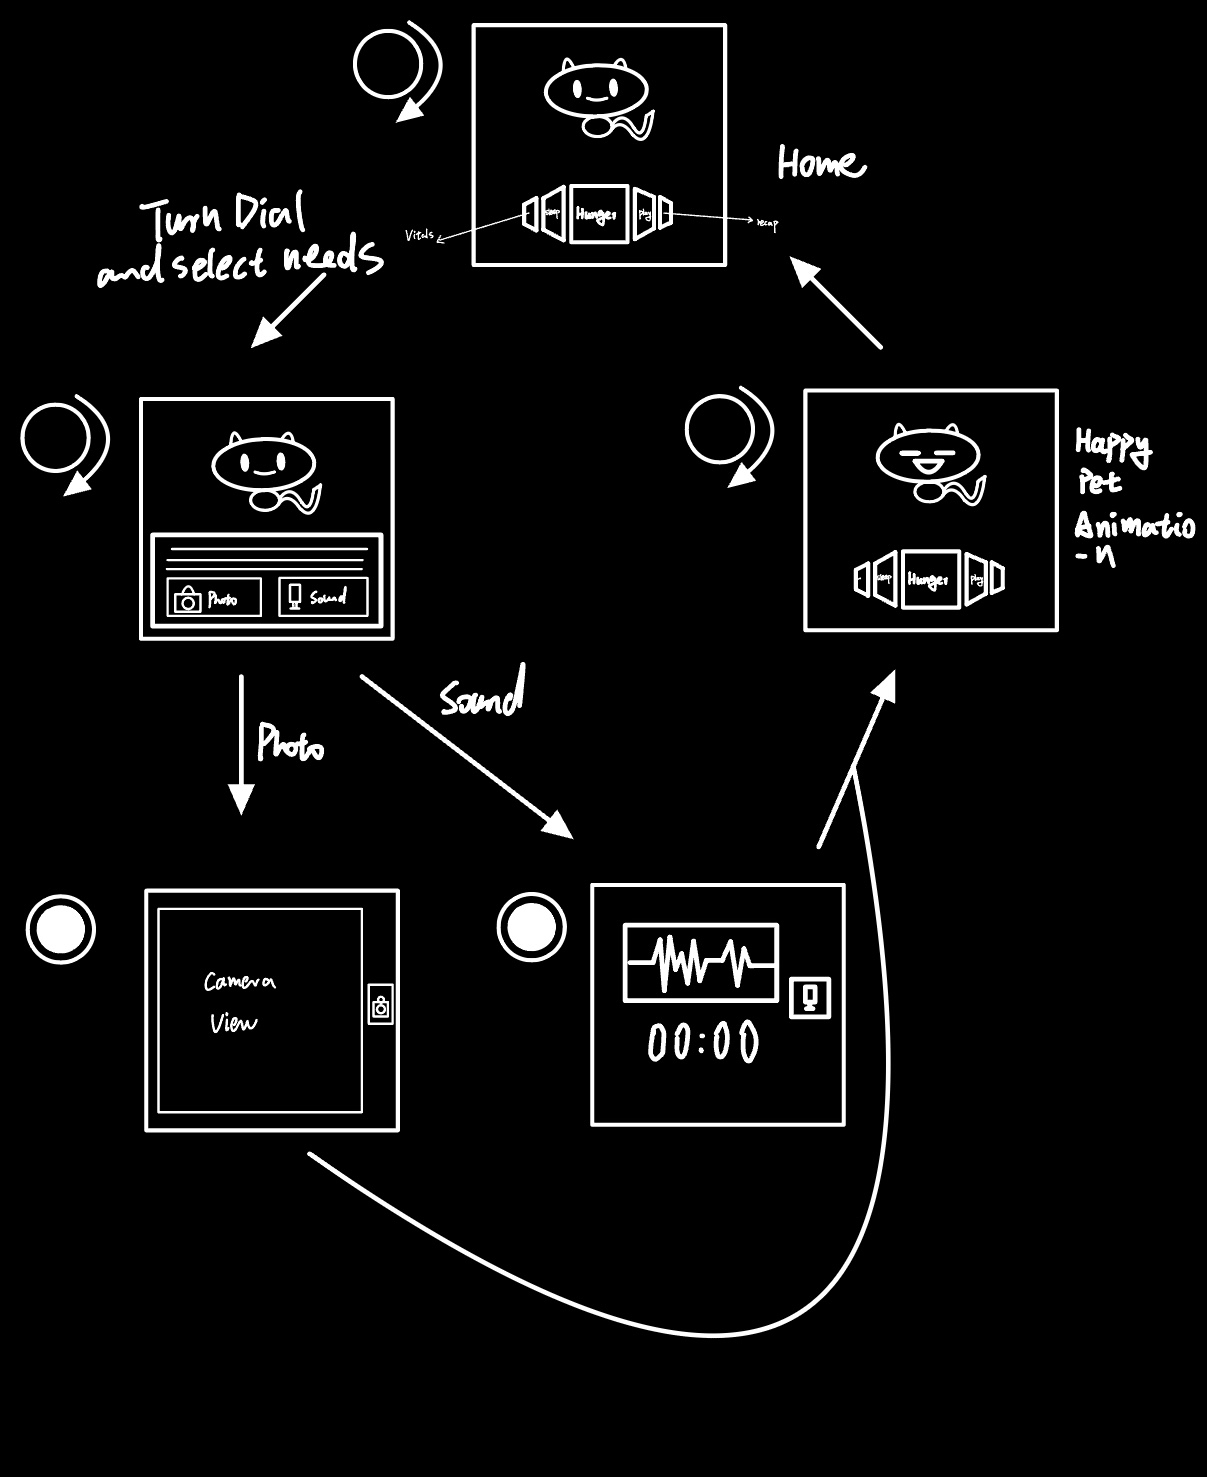 Home
Turn Dial
and select needs
Vitals
sleep
Hunger
play
recap
Photo
Sound
Happy
Pet
Animatio
-n
sleep
Hunger
play
Sound
Photo
Camera
View
00:00